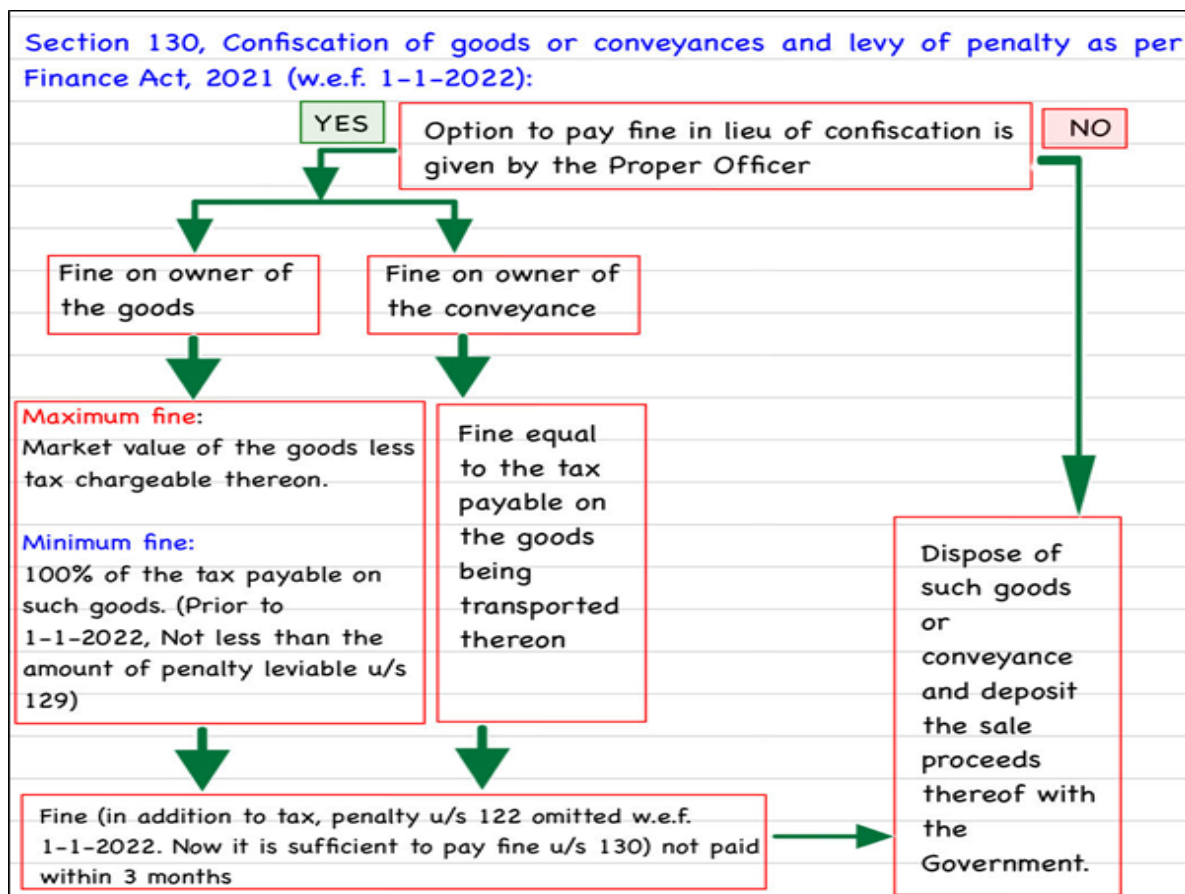 Section 130, Confiscation of goods or conveyances and levy of penalty as per
Finance Act, 2021 (w.e.f. 1-1-2022):
YES
Option to pay fine in lieu of confiscation is
given by the Proper Officer
NO
Fine on owner of
the goods
Fine on owner of
the conveyance
Maximum fine:
Market value of the goods less
tax chargeable thereon.
Minimum fine:
100% of the tax payable on
such goods. (Prior to
1-1-2022, Not less than the
amount of penalty leviable u/s
129)
Fine equal
to the tax
payable on
the goods
being
transported
thereon
Dispose of
such goods
or
conveyance
and deposit
the sale
proceeds
thereof with
the
Government.
Fine (in addition to tax, penalty u/s 122 omitted w.e.f.
1-1-2022. Now it is sufficient to pay fine u/s 130) not paid
within 3 months